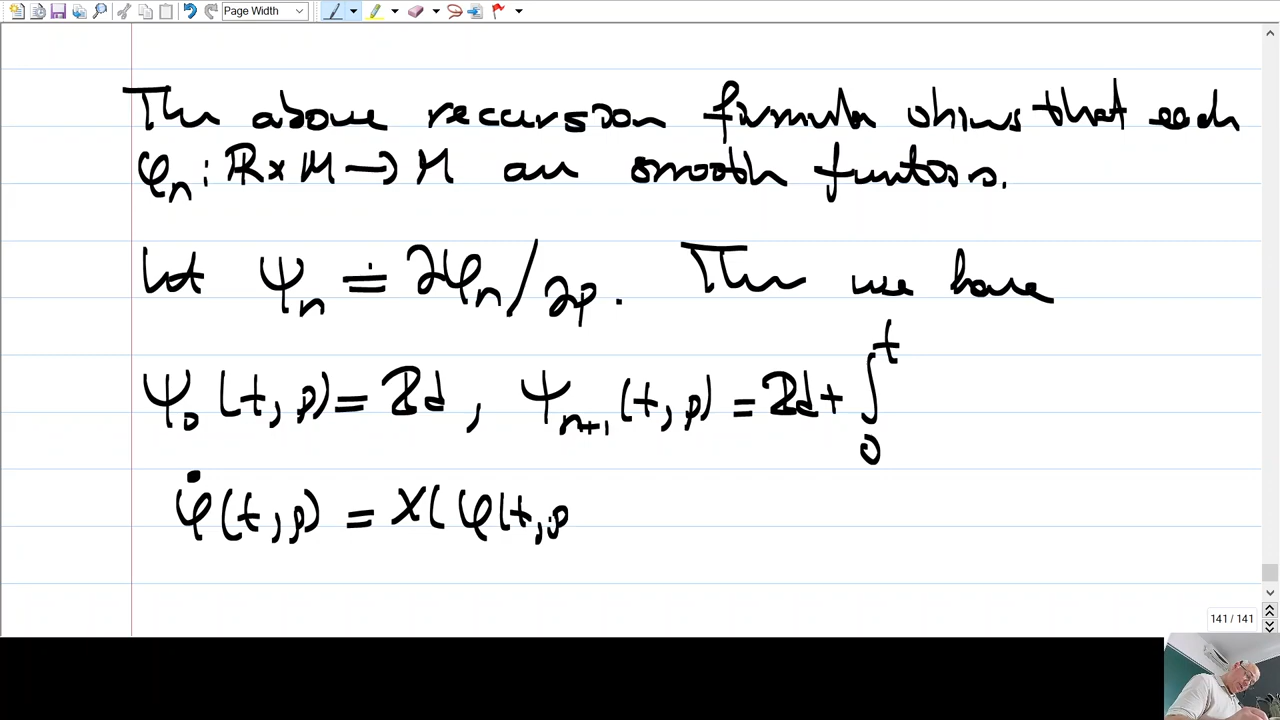 Page Width
The above recursion formula shows that each
φₙ : ℝ × M → M are smooth functions.
Let ψₙ ≐ ∂φₙ/∂p. Then we have
ψ₀(t, p) = Id, ψₙ₊₁(t, p) = Id + ∫₀ᵗ
φ̇(t, p) = X(φ(t, p
141 / 141